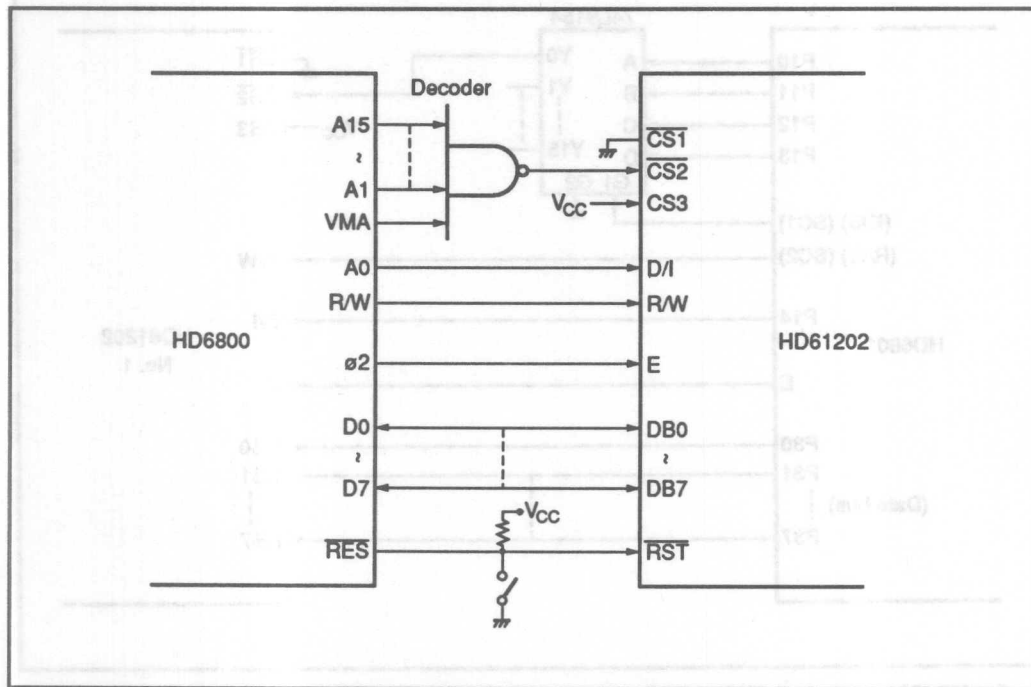 Decoder
A15
~
A1
VMA
A0
R/W
HD6800
ø2
D0
~
D7
RES
VCC
VCC
CS1
CS2
CS3
D/I
R/W
HD61202
E
DB0
~
DB7
RST